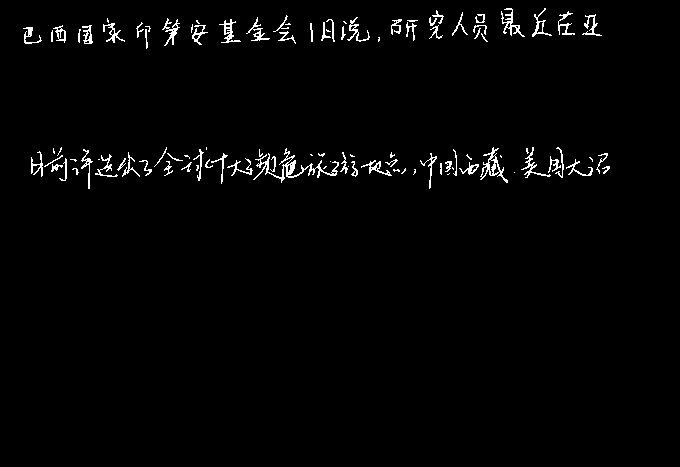 巴西国家印第安基金会1日说,研究人员最近在亚
日前评选出了全球十大濒危旅游地点,中国西藏、美国大沼